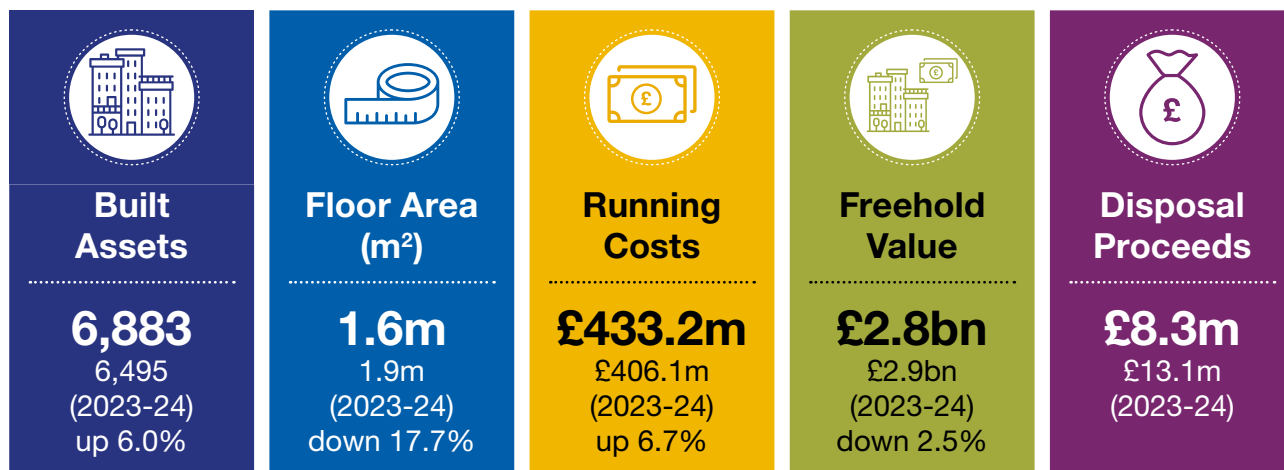 Built
Assets
6,883
6,495
(2023-24)
up 6.0%
Floor Area
(m²)
1.6m
1.9m
(2023-24)
down 17.7%
£
Running
Costs
£433.2m
£406.1m
(2023-24)
up 6.7%
£
Freehold
Value
£2.8bn
£2.9bn
(2023-24)
down 2.5%
£
Disposal
Proceeds
£8.3m
£13.1m
(2023-24)